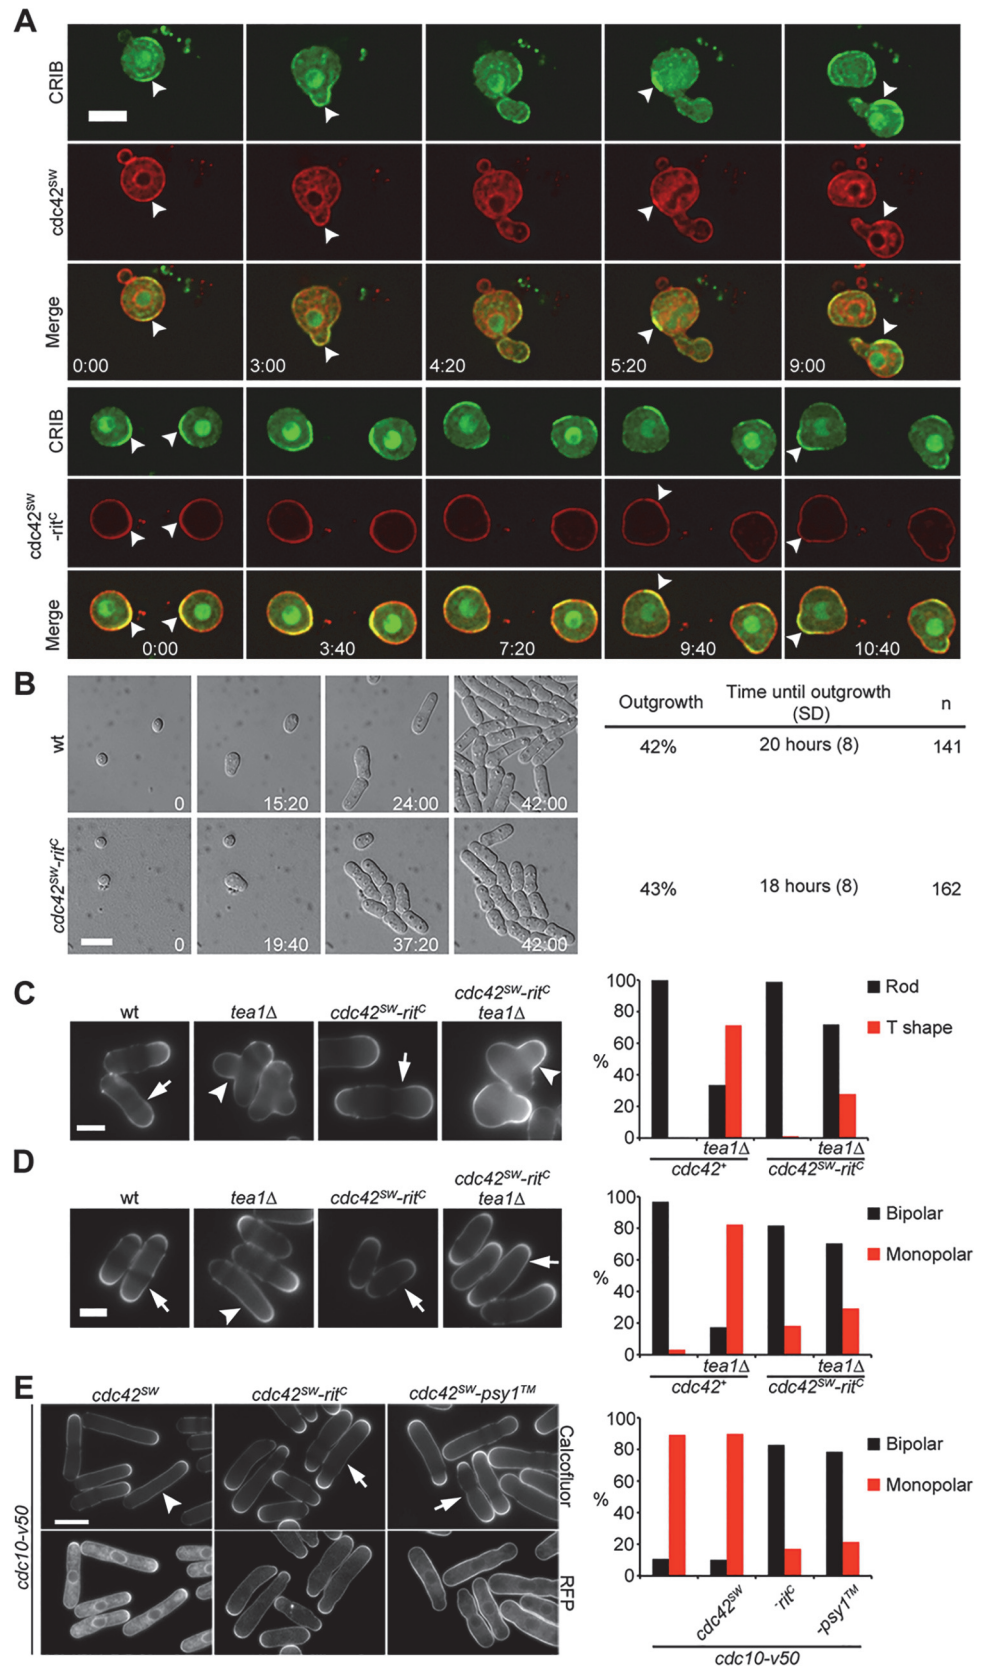 A
CRIB
cdc42SW
Merge
0:00
3:00
4:20
5:20
9:00
CRIB
cdc42SW
-ritC
Merge
0:00
3:40
7:20
9:40
10:40
B
wt
0
15:20
24:00
42:00
cdc42SW-ritC
0
19:40
37:20
42:00
Outgrowth
Time until outgrowth
(SD)
n
42%
20 hours (8)
141
43%
18 hours (8)
162
C
wt
tea1Δ
cdc42SW-ritC
cdc42SW-ritC
tea1Δ
100
80
60
%
40
20
0
Rod
T shape
tea1Δ
tea1Δ
cdc42+
cdc42SW-ritC
D
wt
tea1Δ
cdc42SW-ritC
cdc42SW-ritC
tea1Δ
100
80
60
%
40
20
0
Bipolar
Monopolar
tea1Δ
tea1Δ
cdc42+
cdc42SW-ritC
E
cdc42SW
cdc42SW-ritC
cdc42SW-psy1TM
cdc10-v50
Calcofluor
RFP
100
80
60
%
40
20
0
Bipolar
Monopolar
cdc42SW
-ritC
-psy1TM
cdc10-v50